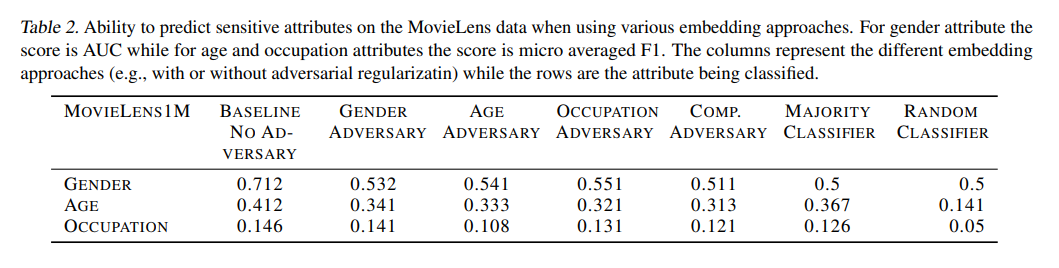 Table 2. Ability to predict sensitive attributes on the MovieLens data when using various embedding approaches. For gender attribute the
score is AUC while for age and occupation attributes the score is micro averaged F1. The columns represent the different embedding
approaches (e.g., with or without adversarial regularizatin) while the rows are the attribute being classified.
MOVIELENS1M BASELINE GENDER AGE OCCUPATION COMP. MAJORITY RANDOM
NO AD- ADVERSARY ADVERSARY ADVERSARY ADVERSARY CLASSIFIER CLASSIFIER
VERSARY
GENDER 0.712 0.532 0.541 0.551 0.511 0.5 0.5
AGE 0.412 0.341 0.333 0.321 0.313 0.367 0.141
OCCUPATION 0.146 0.141 0.108 0.131 0.121 0.126 0.05